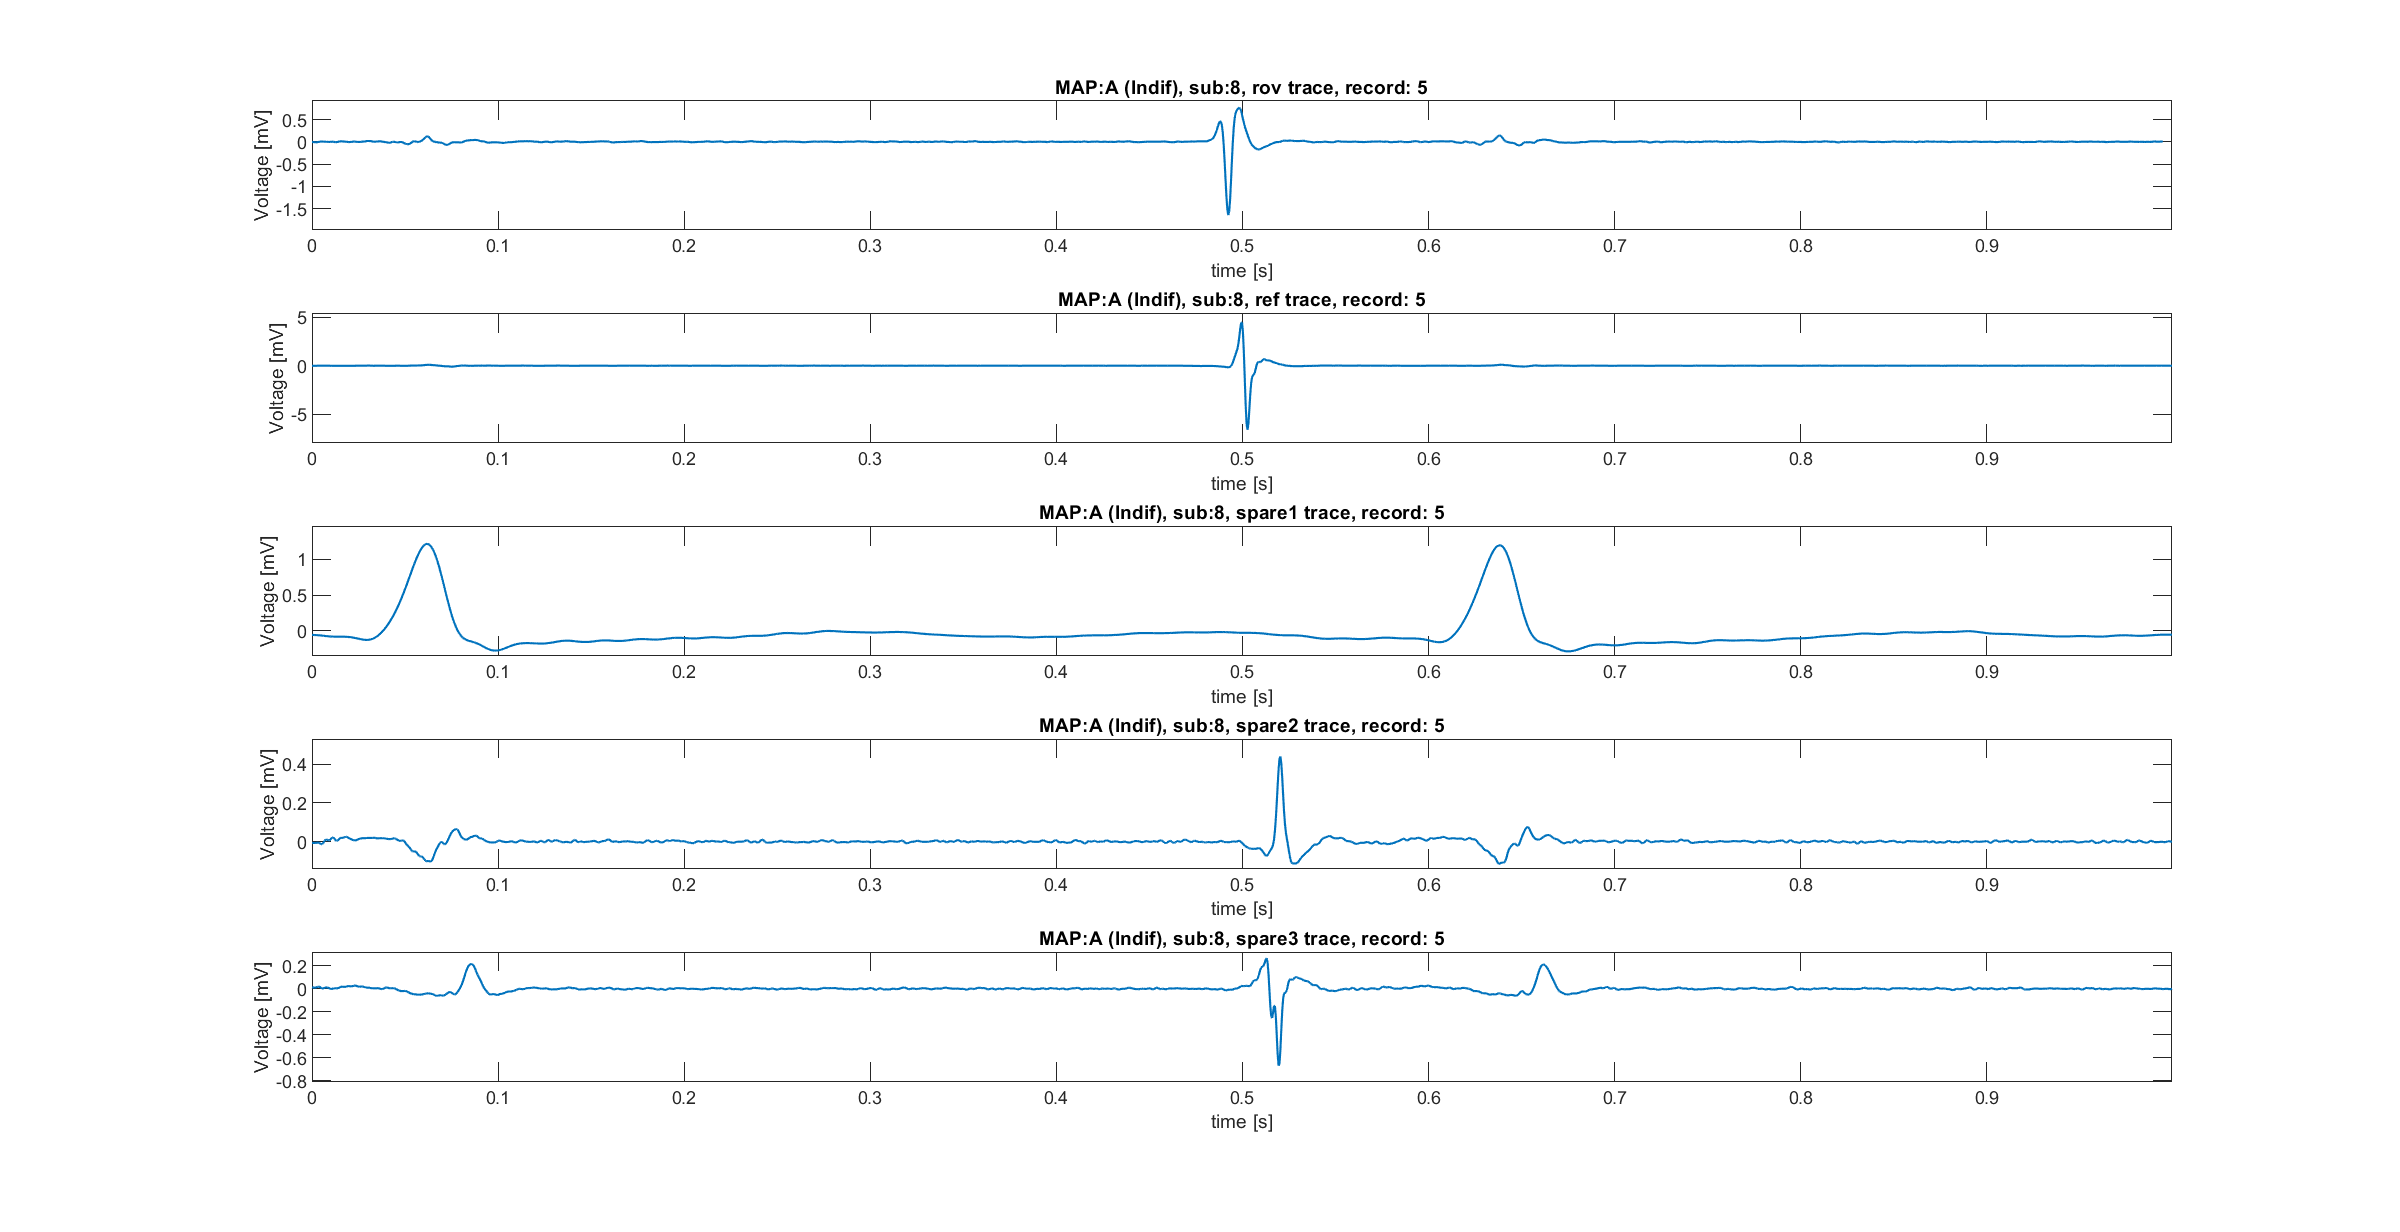 MAP:A (Indif), sub:8, rov trace, record: 5
Voltage [mV]
0.5
0
-0.5
-1
-1.5
0 0.1 0.2 0.3 0.4 0.5 0.6 0.7 0.8 0.9
time [s]
MAP:A (Indif), sub:8, ref trace, record: 5
Voltage [mV]
5
0
-5
0 0.1 0.2 0.3 0.4 0.5 0.6 0.7 0.8 0.9
time [s]
MAP:A (Indif), sub:8, spare1 trace, record: 5
Voltage [mV]
1
0.5
0
0 0.1 0.2 0.3 0.4 0.5 0.6 0.7 0.8 0.9
time [s]
MAP:A (Indif), sub:8, spare2 trace, record: 5
Voltage [mV]
0.4
0.2
0
0 0.1 0.2 0.3 0.4 0.5 0.6 0.7 0.8 0.9
time [s]
MAP:A (Indif), sub:8, spare3 trace, record: 5
Voltage [mV]
0.2
0
-0.2
-0.4
-0.6
-0.8
0 0.1 0.2 0.3 0.4 0.5 0.6 0.7 0.8 0.9
time [s]